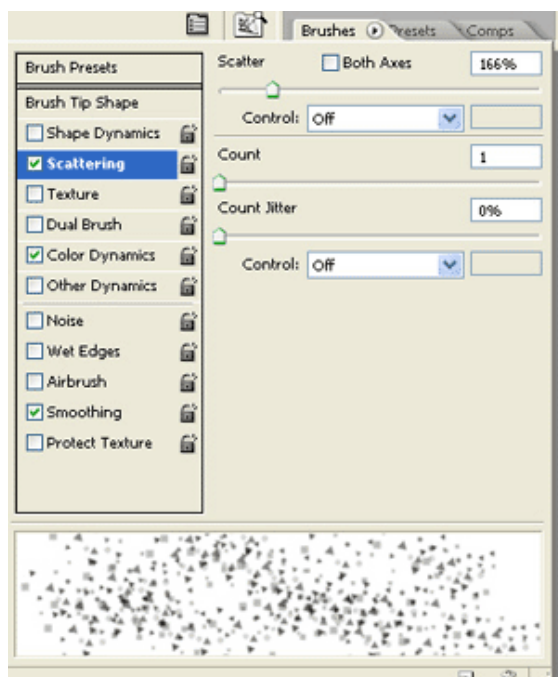 Brushes Presets Comps
Brush Presets
Brush Tip Shape
Shape Dynamics
Scattering
Texture
Dual Brush
Color Dynamics
Other Dynamics
Noise
Wet Edges
Airbrush
Smoothing
Protect Texture
Scatter Both Axes 166%
Control: Off
Count 1
Count Jitter 0%
Control: Off